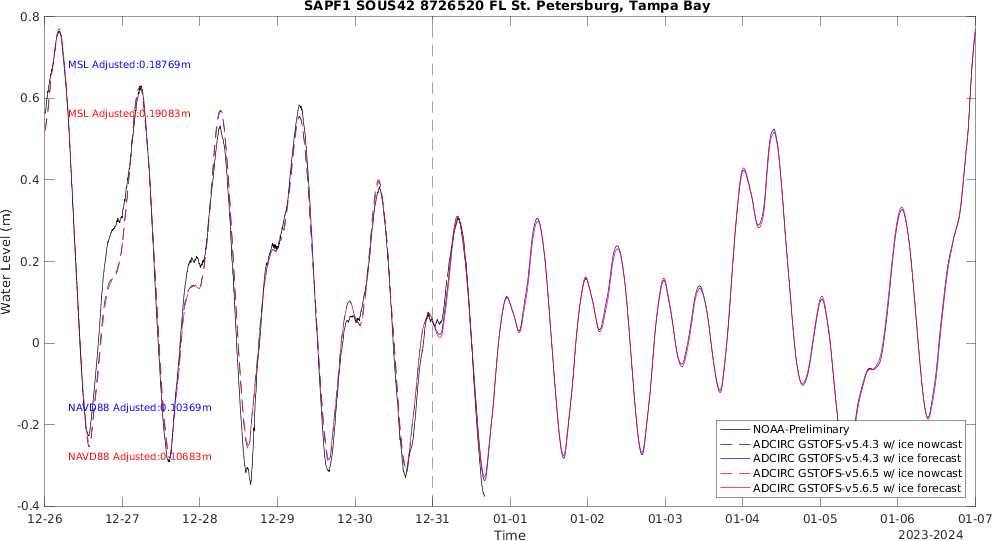 SAPF1 SOUS42 8726520 FL St. Petersburg, Tampa Bay
0.8
0.6
0.4
0.2
0
-0.2
-0.4
Water Level (m)
MSL Adjusted:0.18769m
MSL Adjusted:0.19083m
NAVD88 Adjusted:0.10369m
NAVD88 Adjusted:0.10683m
NOAA-Preliminary
ADCIRC GSTOFS-v5.4.3 w/ ice nowcast
ADCIRC GSTOFS-v5.4.3 w/ ice forecast
ADCIRC GSTOFS-v5.6.5 w/ ice nowcast
ADCIRC GSTOFS-v5.6.5 w/ ice forecast
12-26 12-27 12-28 12-29 12-30 12-31 01-01 01-02 01-03 01-04 01-05 01-06 01-07
Time
2023-2024